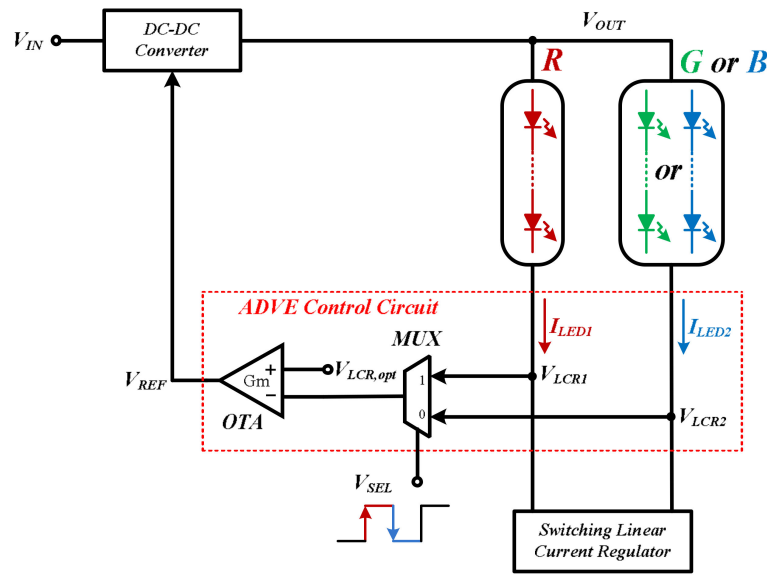 DC-DC
Converter
V_IN
V_OUT
R
G or B
or
ADVE Control Circuit
I_LED1
I_LED2
MUX
V_REF
Gm
+
−
V_LCR,opt
1
0
V_LCR1
V_LCR2
OTA
V_SEL
Switching Linear
Current Regulator